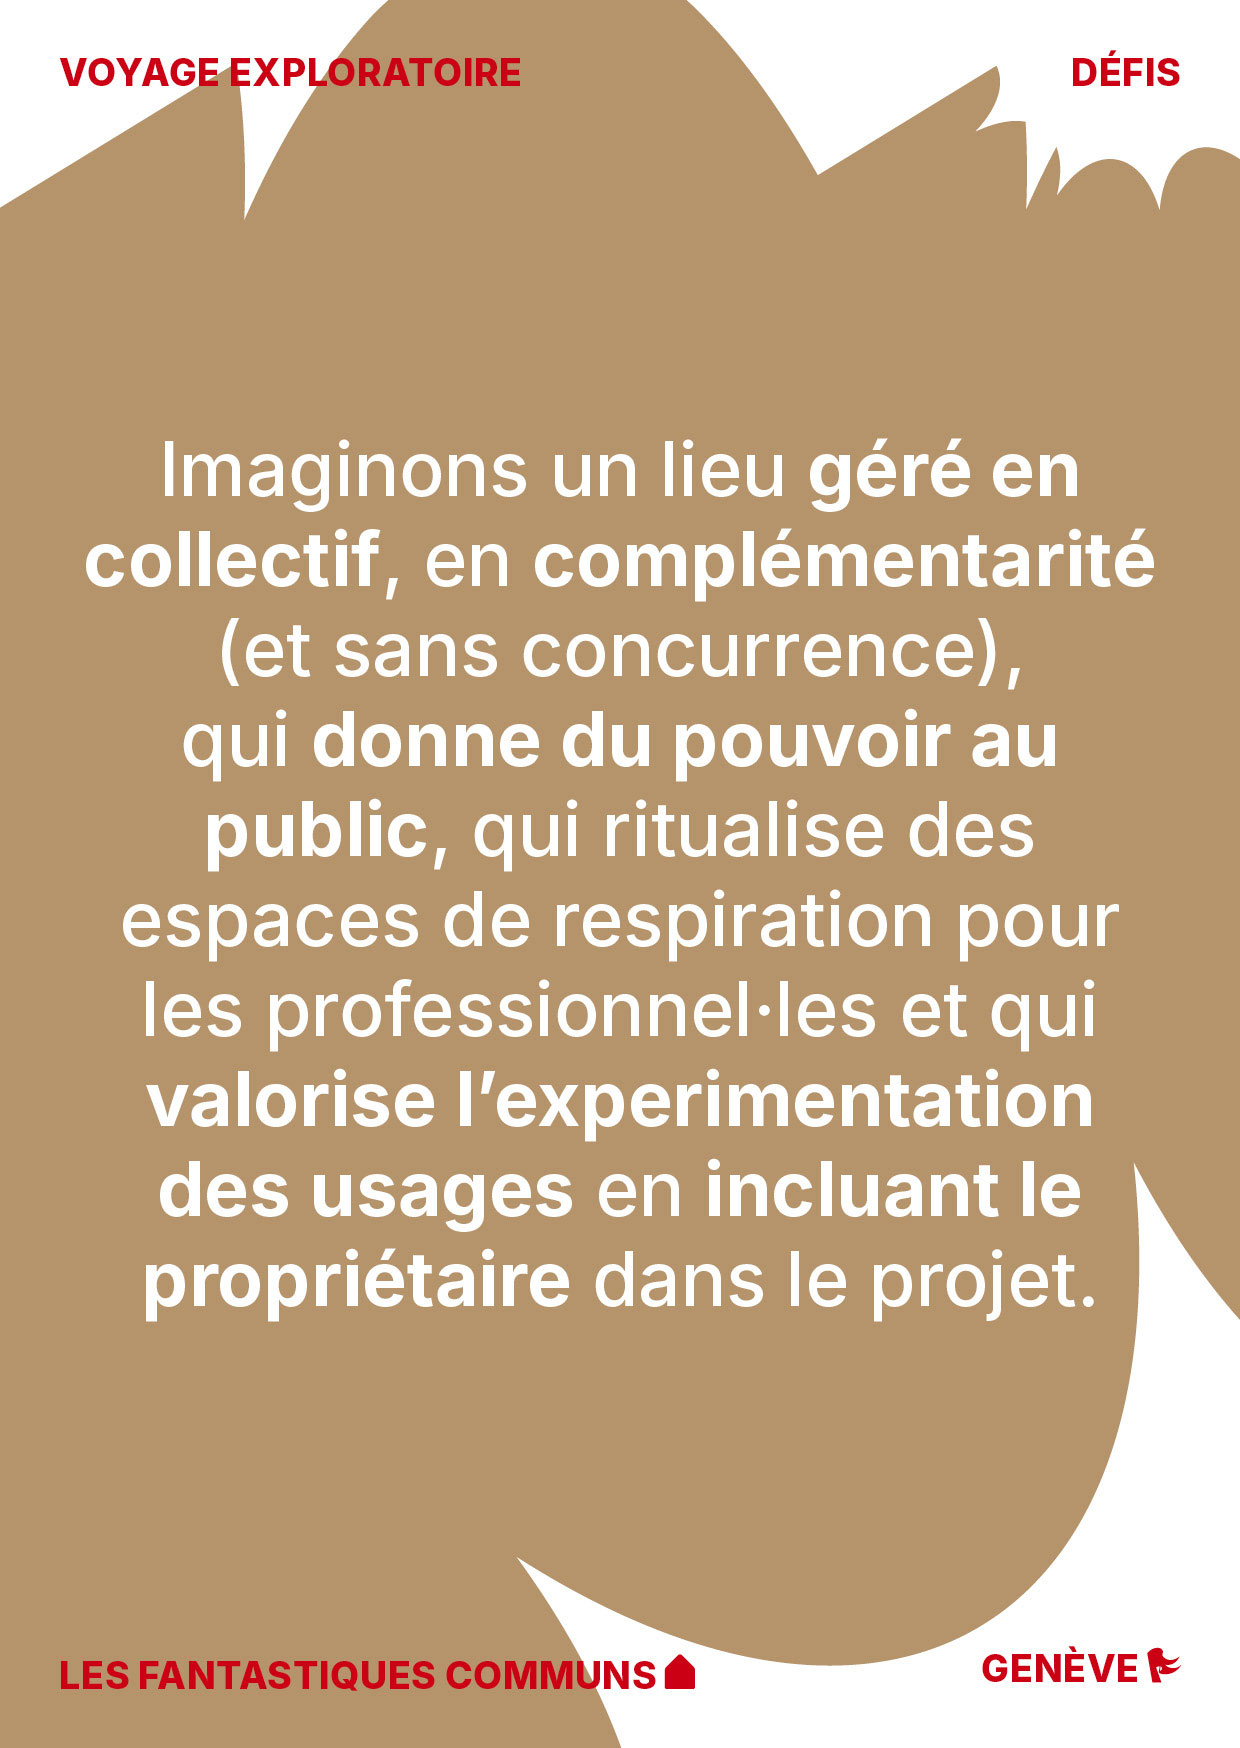 VOYAGE EXPLORATOIRE
DÉFIS
Imaginons un lieu géré en
collectif, en complémentarité
(et sans concurrence),
qui donne du pouvoir au
public, qui ritualise des
espaces de respiration pour
les professionnel·les et qui
valorise l’experimentation
des usages en incluant le
propriétaire dans le projet.
LES FANTASTIQUES COMMUNS
GENÈVE